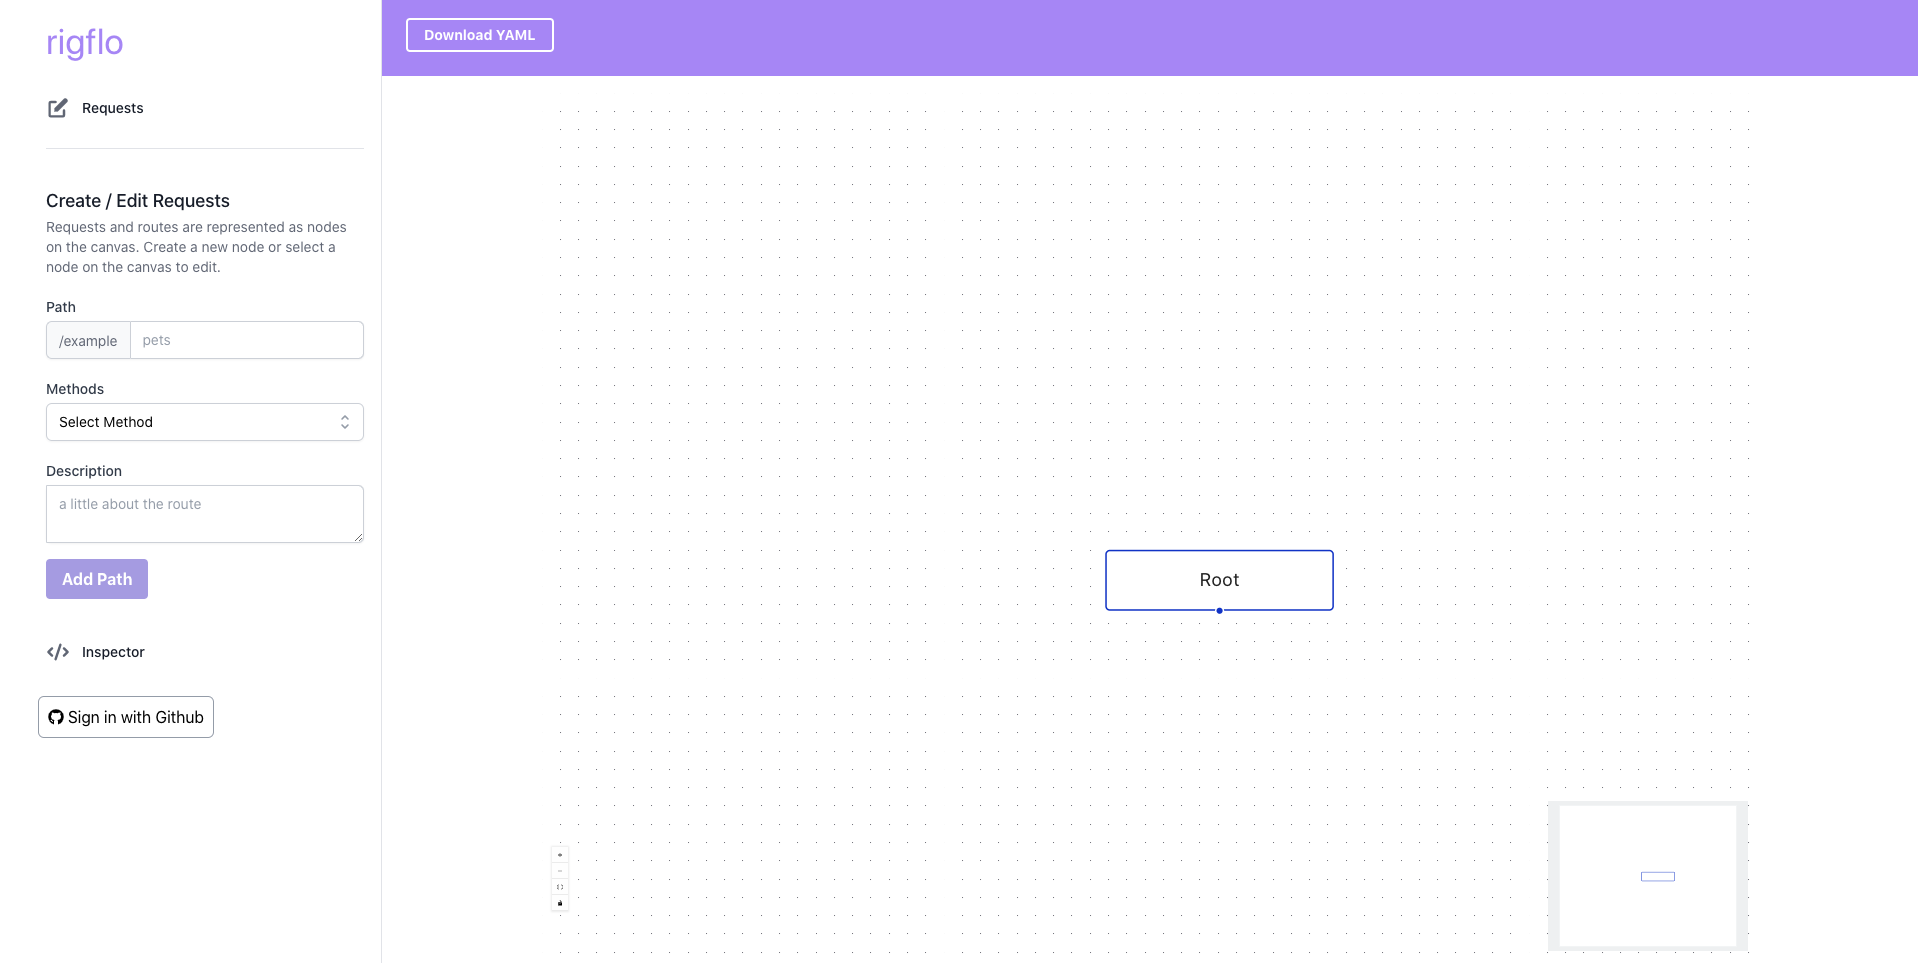 rigflo
Download YAML
Requests
Create / Edit Requests
Requests and routes are represented as nodes
on the canvas. Create a new node or select a
node on the canvas to edit.
Path
/example pets
Methods
Select Method
Description
a little about the route
Add Path
Inspector
Sign in with Github
Root